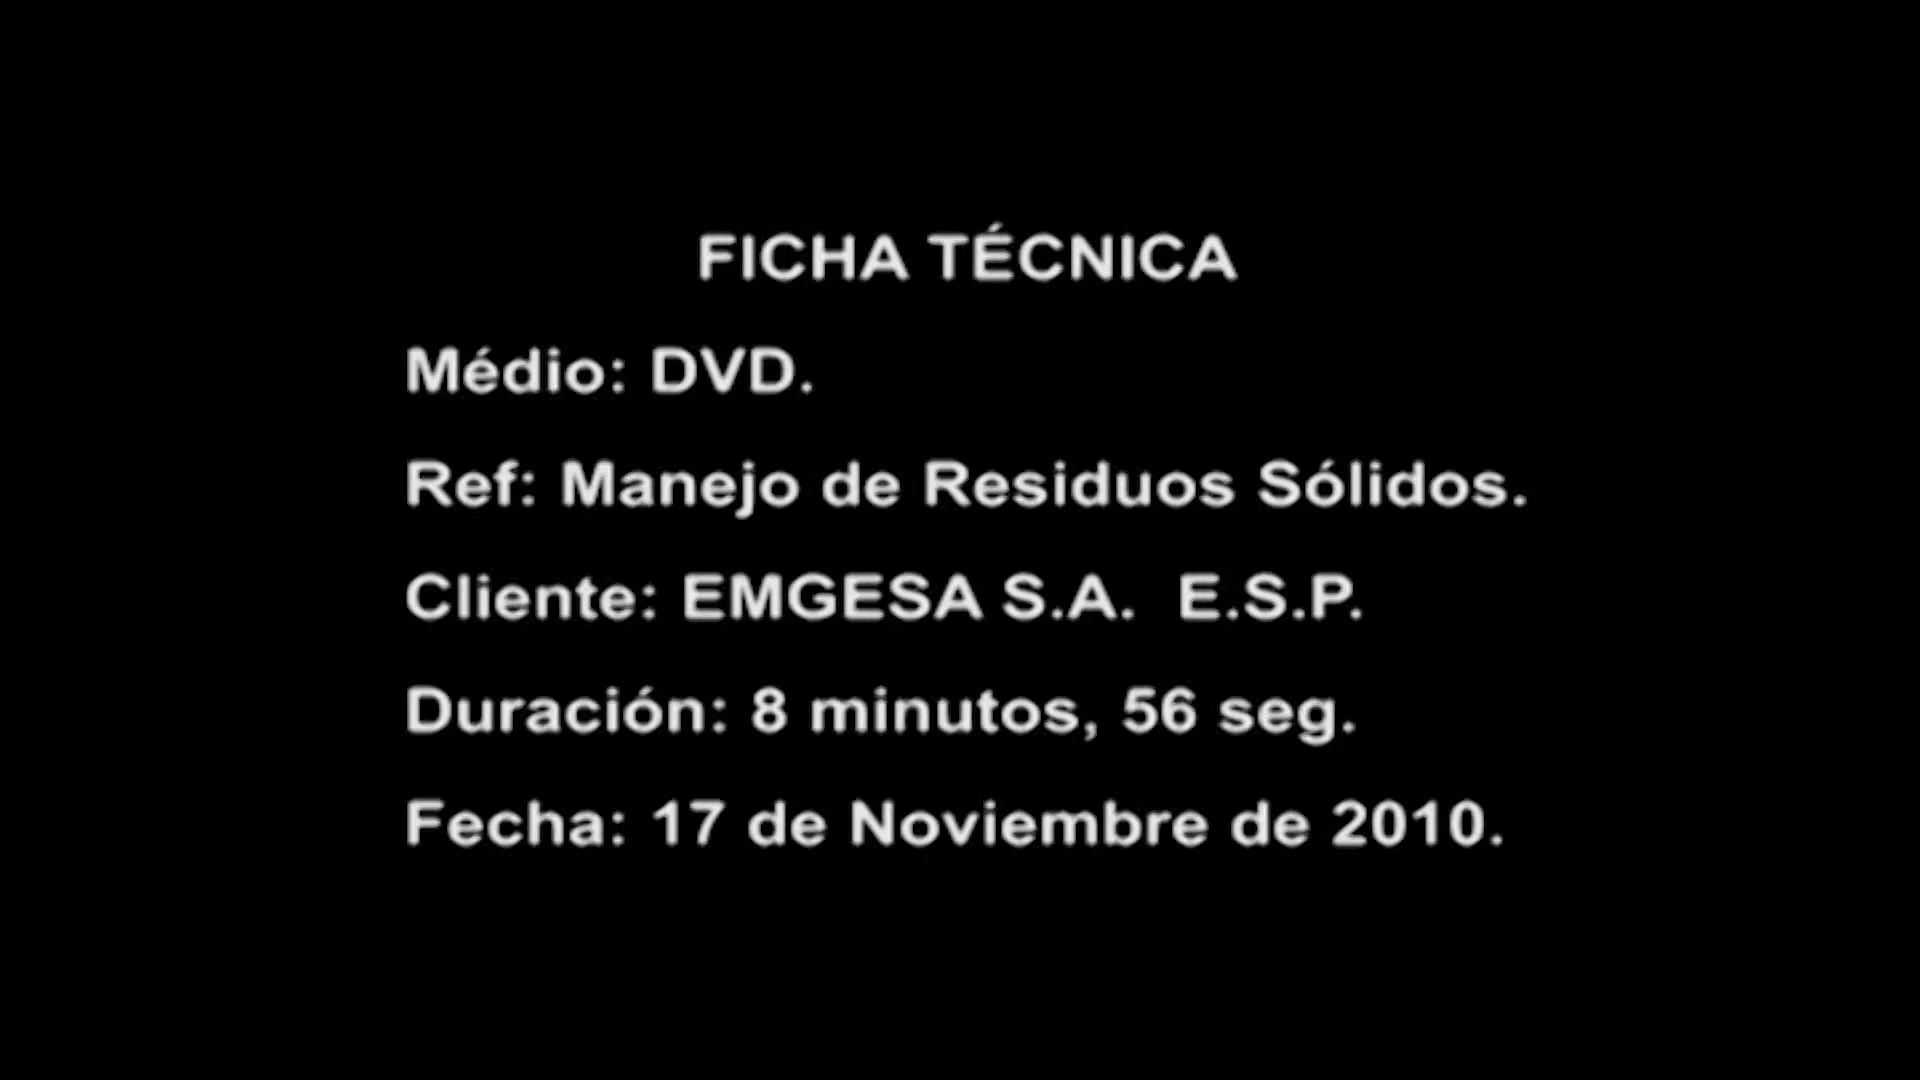 FICHA TÉCNICA
Médio: DVD.
Ref: Manejo de Residuos Sólidos.
Cliente: EMGESA S.A.  E.S.P.
Duración: 8 minutos, 56 seg.
Fecha: 17 de Noviembre de 2010.